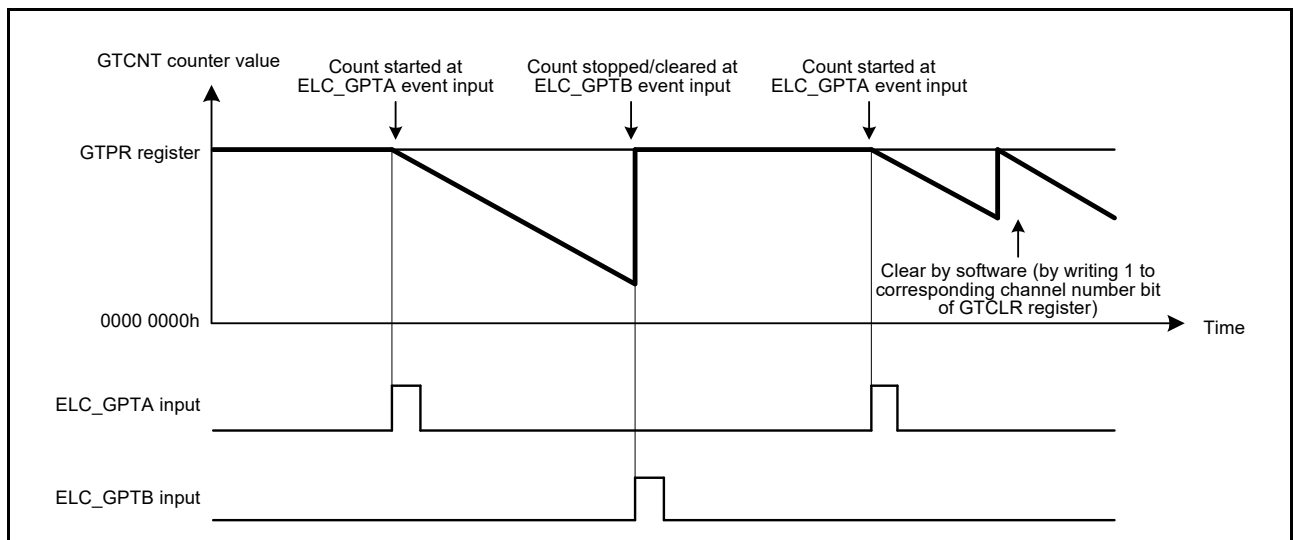 GTCNT counter value
Count started at
ELC_GPTA event input
Count stopped/cleared at
ELC_GPTB event input
Count started at
ELC_GPTA event input
GTPR register
Clear by software (by writing 1 to
corresponding channel number bit
of GTCLR register)
0000 0000h
Time
ELC_GPTA input
ELC_GPTB input